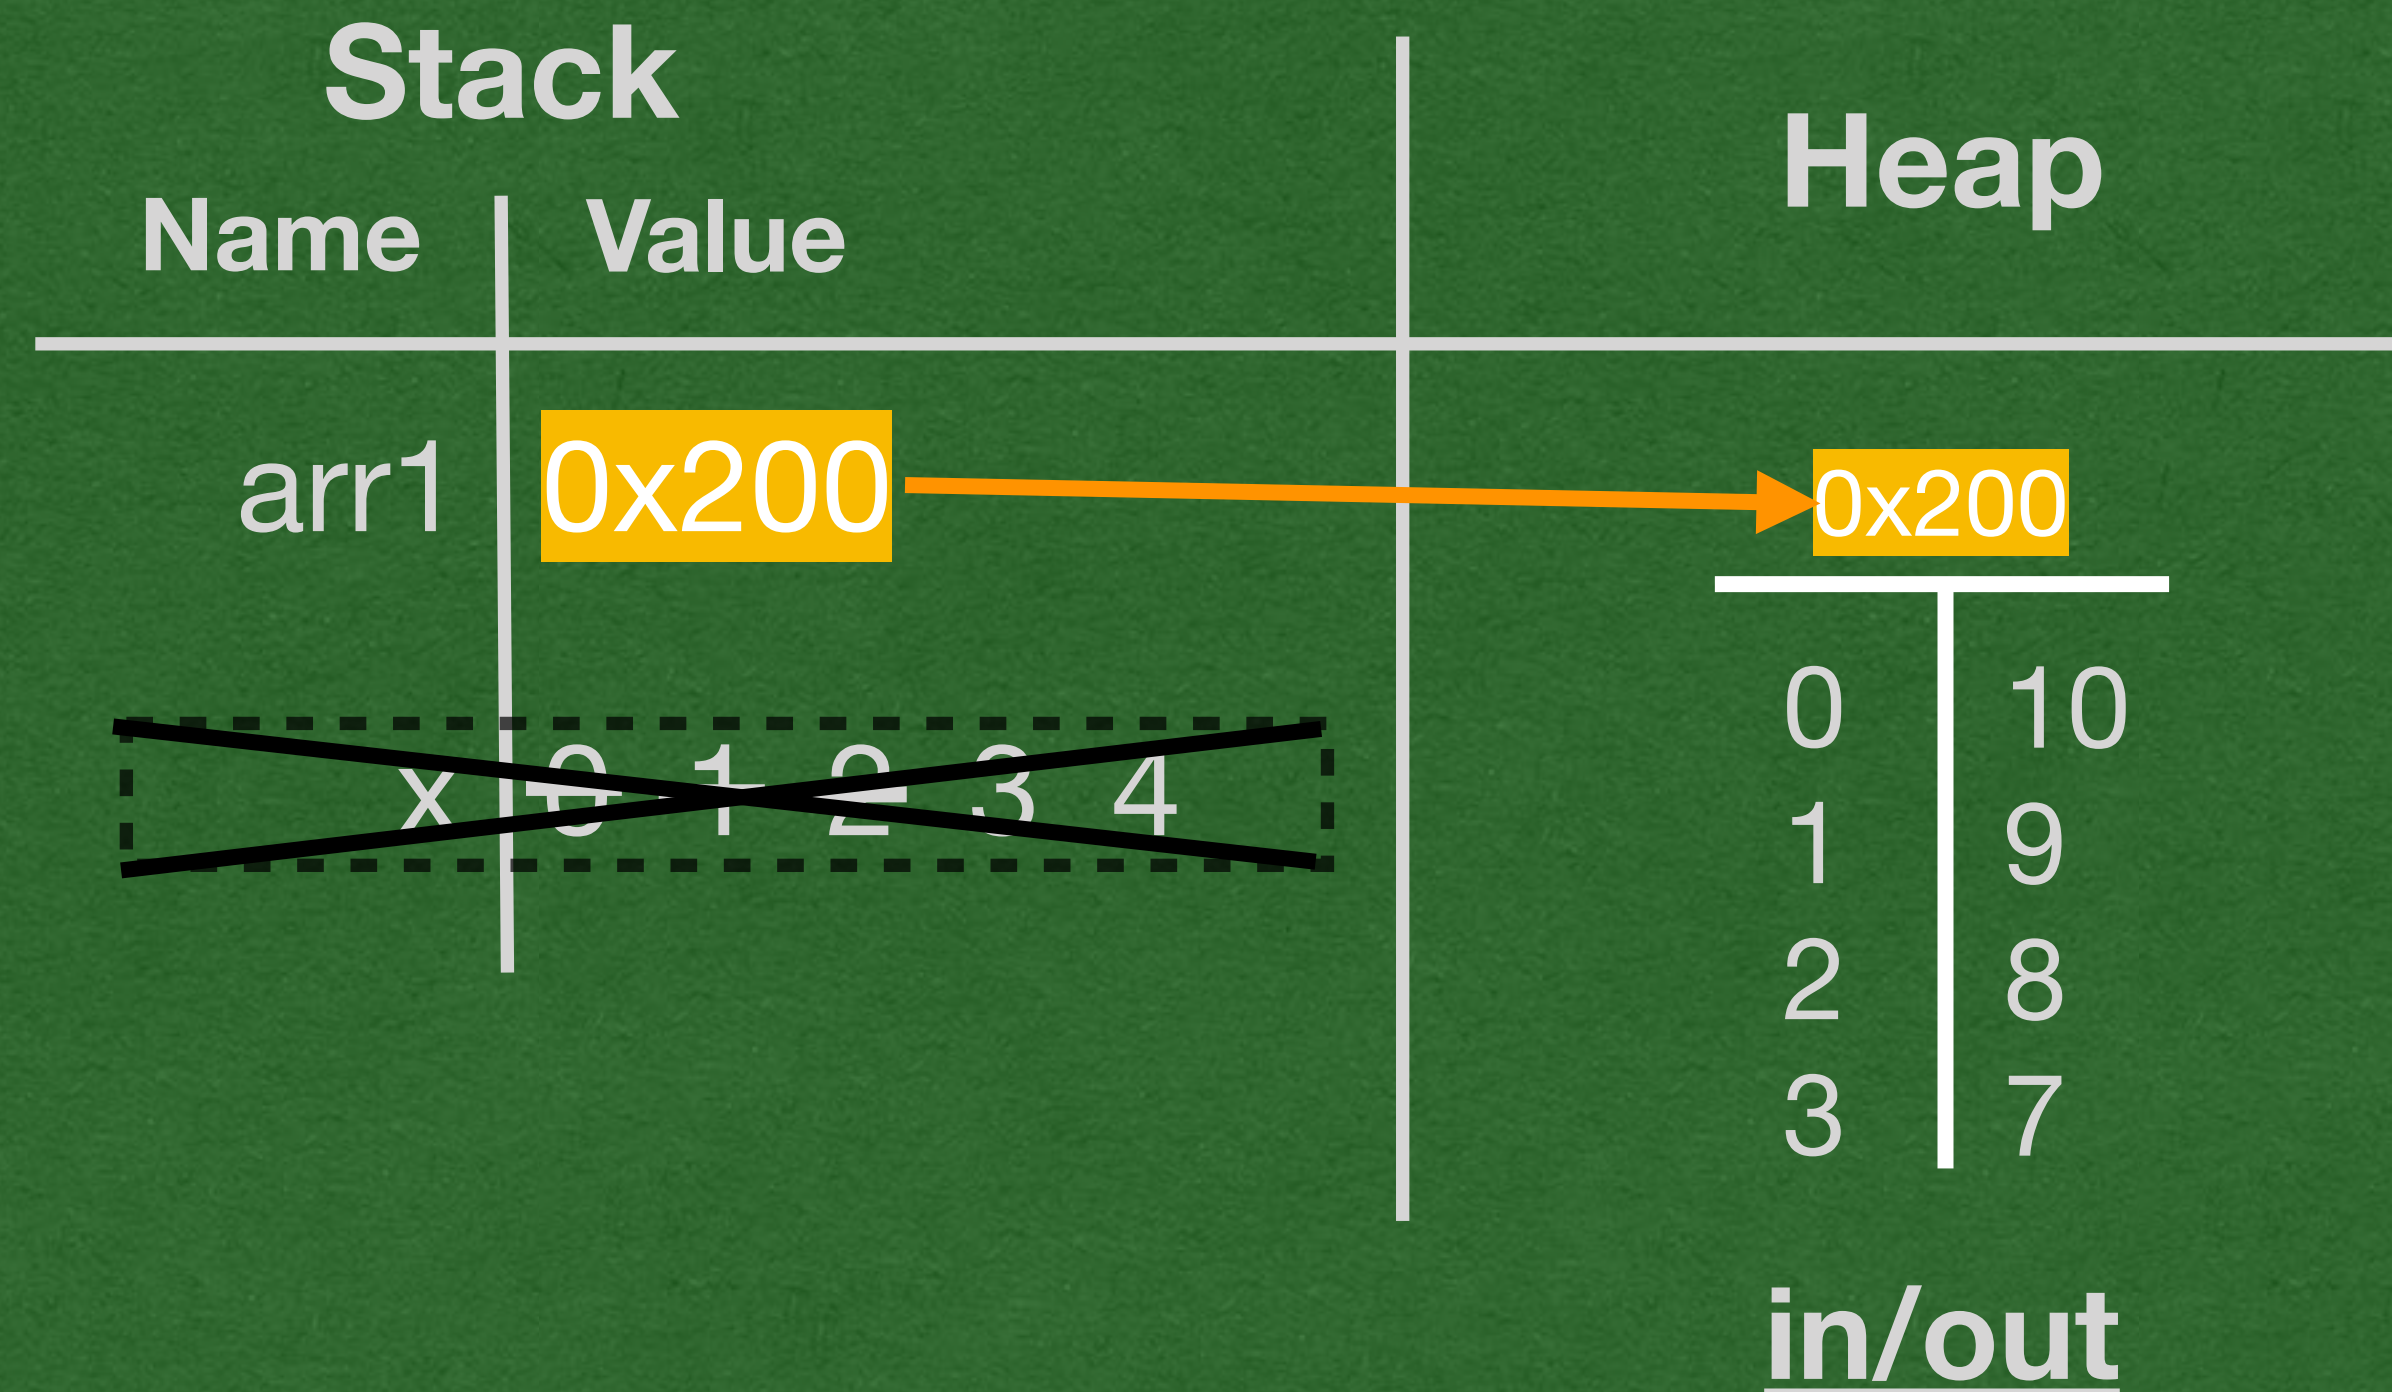 Stack
Heap
Name Value
arr1 0x200
0x200
x 0 1 2 3 4
0 10
1 9
2 8
3 7
in/out